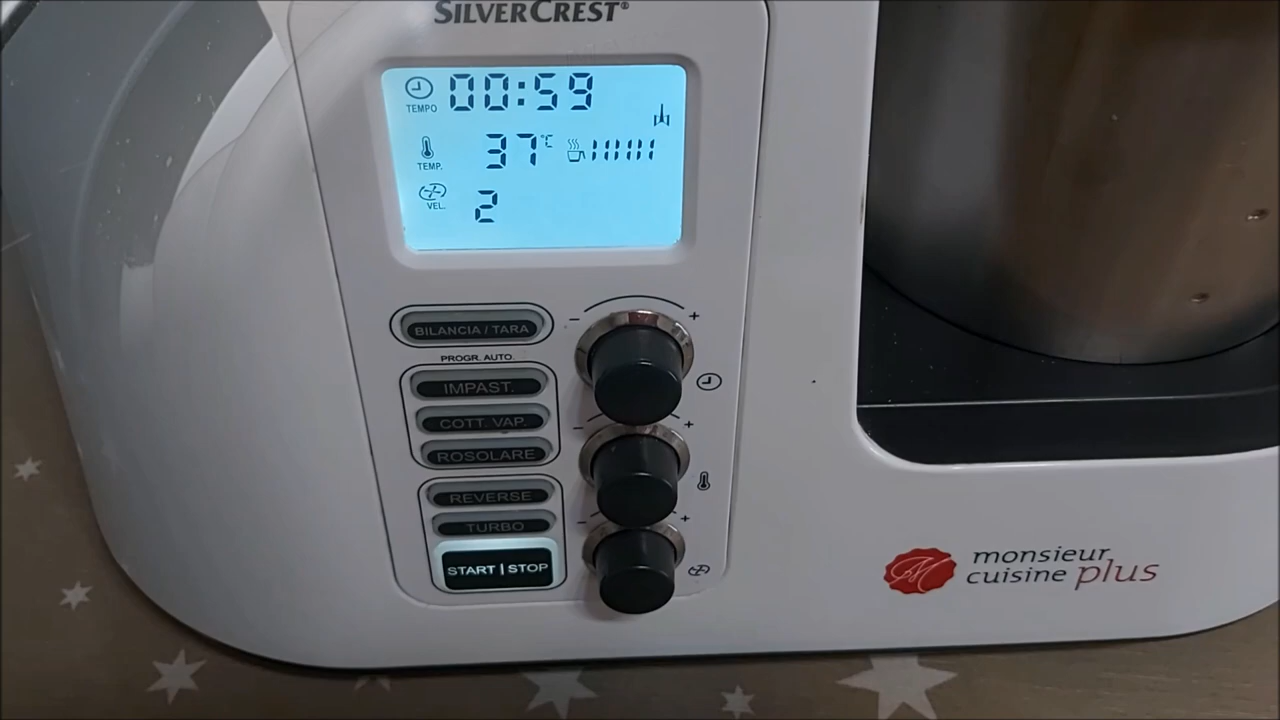 SILVERCREST®
00:59
TEMPO
37°C
TEMP.
2
VEL.
BILANCIA / TARA
PROGR. AUTO.
IMPAST.
COTT. VAP.
ROSOLARE
REVERSE
TURBO
START | STOP
- +
- +
- +
M
monsieur
cuisine plus